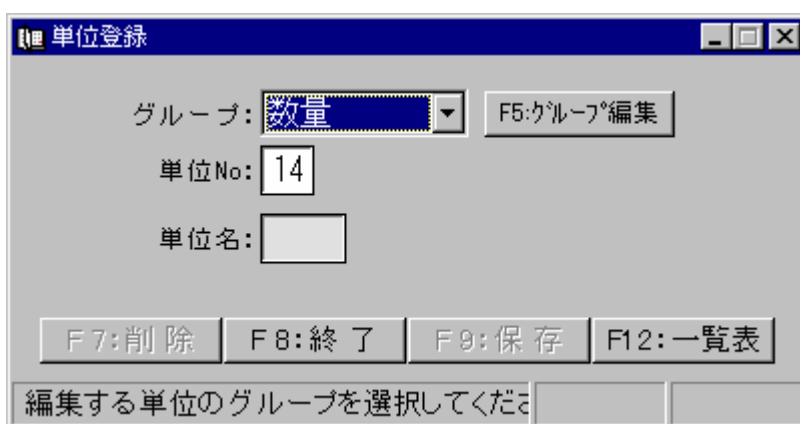 単位登録
グループ: 数量 F5:ｸﾞﾙｰﾌﾟ編集
単位No: 14
単位名:
F7:削除 F8:終了 F9:保存 F12:一覧表
編集する単位のグループを選択してくださ